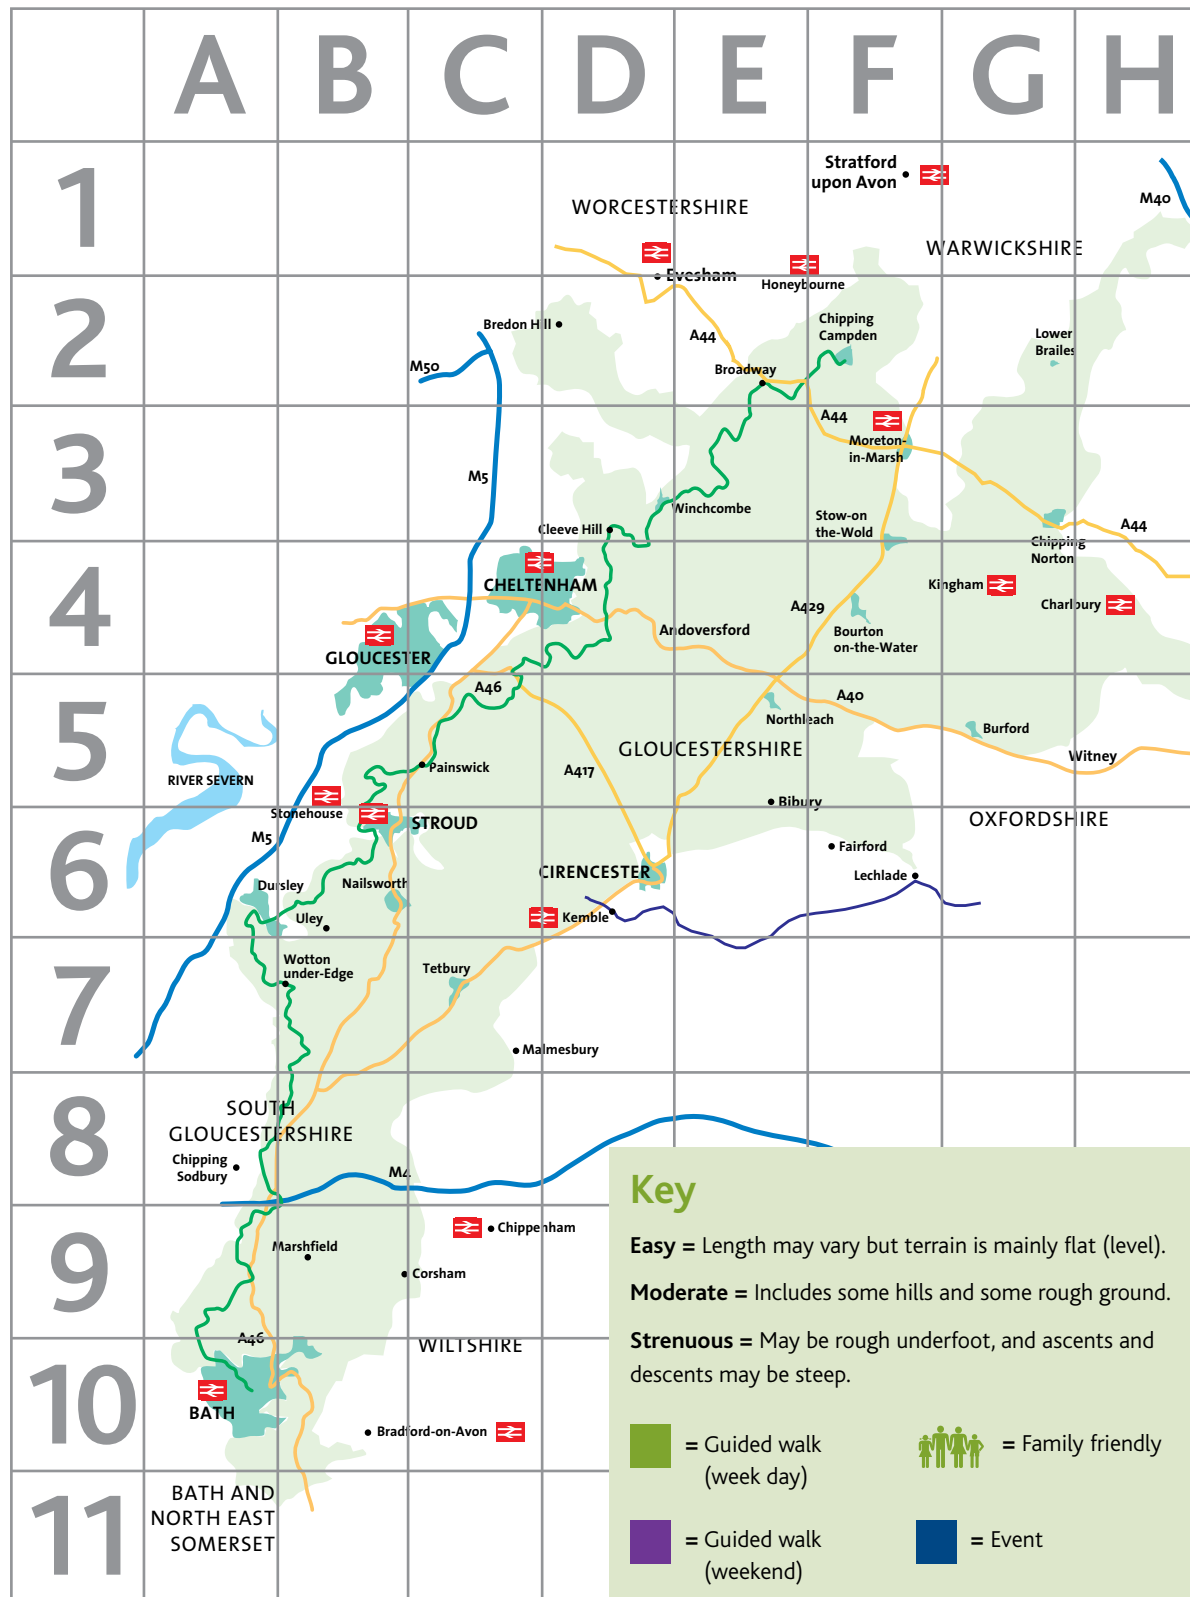 A B C D E F G H
1
2
3
4
5
6
7
8
9
10
11
Stratford
upon Avon
M40
WORCESTERSHIRE
WARWICKSHIRE
Evesham
Honeybourne
Bredon Hill
Chipping
Campden
A44
Lower
Brailes
M50
Broadway
A44
Moreton-
in-Marsh
M5
Winchcombe
Stow-on
the-Wold
Cleeve Hill
A44
Chipping
Norton
CHELTENHAM
Kingham
Charlbury
A429
Andoversford
Bourton
on-the-Water
GLOUCESTER
A46
A40
Northleach
Burford
GLOUCESTERSHIRE
Witney
Painswick
A417
RIVER SEVERN
Bibury
Stonehouse
STROUD
OXFORDSHIRE
M5
Fairford
CIRENCESTER
Lechlade
Dursley
Nailsworth
Uley
Kemble
Wotton
under-Edge
Tetbury
Malmesbury
SOUTH
GLOUCESTERSHIRE
Chipping
Sodbury
M4
Chippenham
Marshfield
Corsham
A46
WILTSHIRE
BATH
Bradford-on-Avon
BATH AND
NORTH EAST
SOMERSET
Key
Easy = Length may vary but terrain is mainly flat (level).
Moderate = Includes some hills and some rough ground.
Strenuous = May be rough underfoot, and ascents and
descents may be steep.
= Guided walk
(week day)
= Family friendly
= Guided walk
(weekend)
= Event